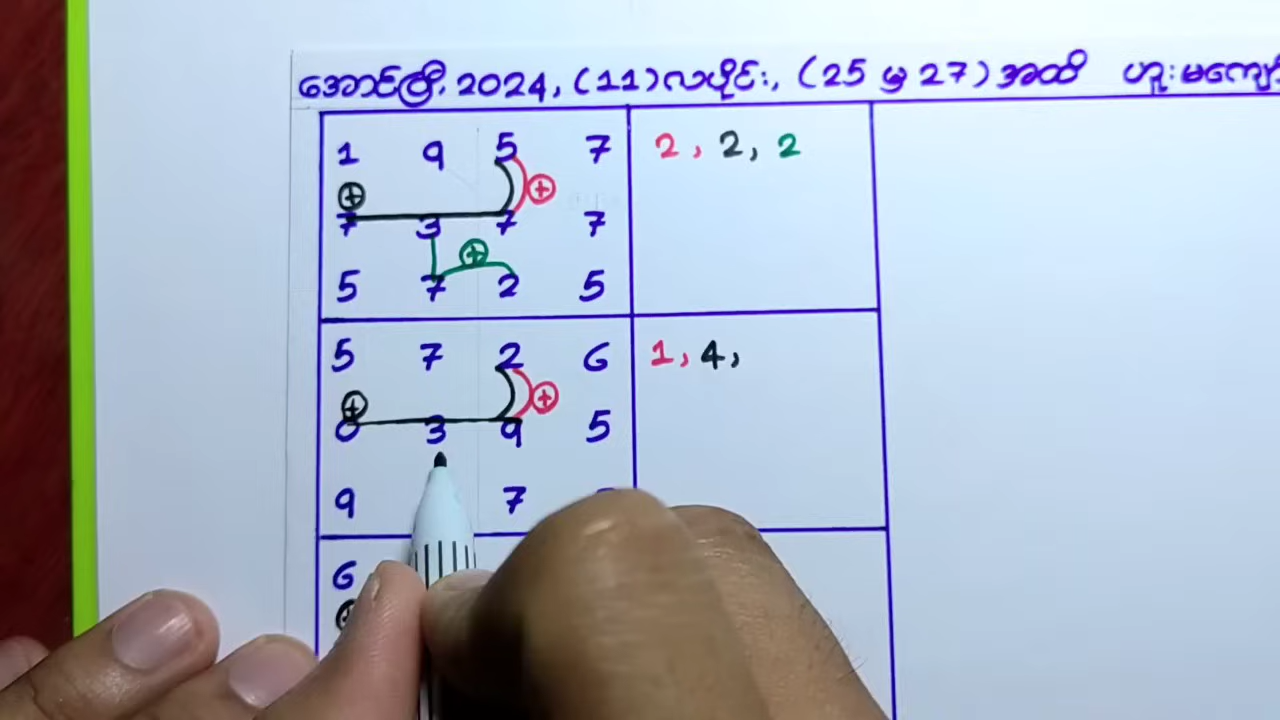 အောင်ကြီး, 2024, (11)လပိုင်း, (25 မှ 27) အထိ
1 9 5 7 2, 2, 2
+ +
7 3 7 7
+
5 7 2 5
5 7 2 6 1, 4,
+ +
0 3 9 5
9 7
6